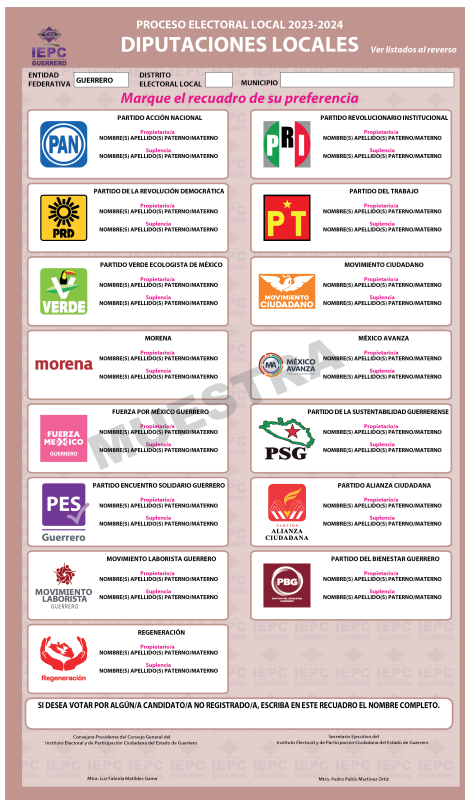 PROCESO ELECTORAL LOCAL 2023-2024
DIPUTACIONES LOCALES
Ver listados al reverso
IEPC
GUERRERO
ENTIDAD
FEDERATIVA
GUERRERO
DISTRITO
ELECTORAL LOCAL
MUNICIPIO
Marque el recuadro de su preferencia
PARTIDO ACCIÓN NACIONAL
PAN
Propietario/a
NOMBRE(S) APELLIDO(S) PATERNO/MATERNO
Suplencia
NOMBRE(S) APELLIDO(S) PATERNO/MATERNO
PARTIDO REVOLUCIONARIO INSTITUCIONAL
PRI
Propietario/a
NOMBRE(S) APELLIDO(S) PATERNO/MATERNO
Suplencia
NOMBRE(S) APELLIDO(S) PATERNO/MATERNO
PARTIDO DE LA REVOLUCIÓN DEMOCRÁTICA
PRD
Propietario/a
NOMBRE(S) APELLIDO(S) PATERNO/MATERNO
Suplencia
NOMBRE(S) APELLIDO(S) PATERNO/MATERNO
PARTIDO DEL TRABAJO
PT
Propietario/a
NOMBRE(S) APELLIDO(S) PATERNO/MATERNO
Suplencia
NOMBRE(S) APELLIDO(S) PATERNO/MATERNO
PARTIDO VERDE ECOLOGISTA DE MÉXICO
VERDE
Propietario/a
NOMBRE(S) APELLIDO(S) PATERNO/MATERNO
Suplencia
NOMBRE(S) APELLIDO(S) PATERNO/MATERNO
MOVIMIENTO CIUDADANO
MOVIMIENTO
CIUDADANO
Propietario/a
NOMBRE(S) APELLIDO(S) PATERNO/MATERNO
Suplencia
NOMBRE(S) APELLIDO(S) PATERNO/MATERNO
MORENA
morena
Propietario/a
NOMBRE(S) APELLIDO(S) PATERNO/MATERNO
Suplencia
NOMBRE(S) APELLIDO(S) PATERNO/MATERNO
MÉXICO AVANZA
MA
MÉXICO
AVANZA
Propietario/a
NOMBRE(S) APELLIDO(S) PATERNO/MATERNO
Suplencia
NOMBRE(S) APELLIDO(S) PATERNO/MATERNO
MUESTRA
FUERZA POR MÉXICO GUERRERO
FUERZA
MEXICO
GUERRERO
Propietario/a
NOMBRE(S) APELLIDO(S) PATERNO/MATERNO
Suplencia
NOMBRE(S) APELLIDO(S) PATERNO/MATERNO
PARTIDO DE LA SUSTENTABILIDAD GUERRERENSE
PSG
Propietario/a
NOMBRE(S) APELLIDO(S) PATERNO/MATERNO
Suplencia
NOMBRE(S) APELLIDO(S) PATERNO/MATERNO
PARTIDO ENCUENTRO SOLIDARIO GUERRERO
PES
Guerrero
Propietario/a
NOMBRE(S) APELLIDO(S) PATERNO/MATERNO
Suplencia
NOMBRE(S) APELLIDO(S) PATERNO/MATERNO
PARTIDO ALIANZA CIUDADANA
PARTIDO
ALIANZA
CIUDADANA
Propietario/a
NOMBRE(S) APELLIDO(S) PATERNO/MATERNO
Suplencia
NOMBRE(S) APELLIDO(S) PATERNO/MATERNO
MOVIMIENTO LABORISTA GUERRERO
MOVIMIENTO
LABORISTA
GUERRERO
Propietario/a
NOMBRE(S) APELLIDO(S) PATERNO/MATERNO
Suplencia
NOMBRE(S) APELLIDO(S) PATERNO/MATERNO
PARTIDO DEL BIENESTAR GUERRERO
PBG
PARTIDO DEL BIENESTAR
GUERRERO
Propietario/a
NOMBRE(S) APELLIDO(S) PATERNO/MATERNO
Suplencia
NOMBRE(S) APELLIDO(S) PATERNO/MATERNO
REGENERACIÓN
Regeneración
Propietario/a
NOMBRE(S) APELLIDO(S) PATERNO/MATERNO
Suplencia
NOMBRE(S) APELLIDO(S) PATERNO/MATERNO
SI DESEA VOTAR POR ALGÚN/A CANDIDATO/A NO REGISTRADO/A, ESCRIBA EN ESTE RECUADRO EL NOMBRE COMPLETO.
Consejera Presidenta del Consejo General del
Instituto Electoral y de Participación Ciudadana del Estado de Guerrero
Mtra. Luz Fabiola Matildes Gama
Secretario Ejecutivo del
Instituto Electoral y de Participación Ciudadana del Estado de Guerrero
Mtro. Pedro Pablo Martínez Ortiz